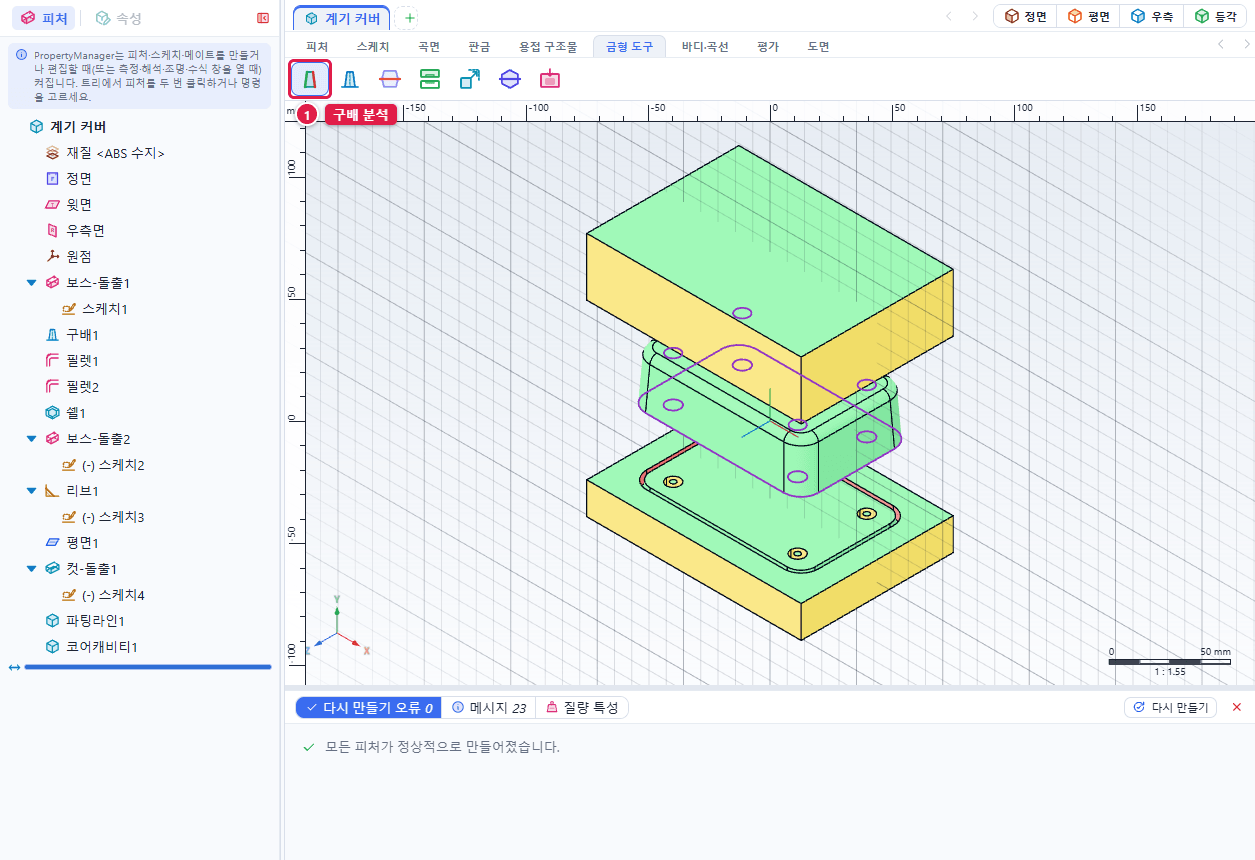 피처
속성
PropertyManager는 피처·스케치·메이트를 만들거
나 편집할 때(또는 측정·해석·조명·수식 창을 열 때)
켜집니다. 트리에서 피처를 두 번 클릭하거나 명령
을 고르세요.
계기 커버
재질 <ABS 수지>
정면
윗면
우측면
원점
보스-돌출1
스케치1
구배1
필렛1
필렛2
쉘1
보스-돌출2
(-) 스케치2
리브1
(-) 스케치3
평면1
컷-돌출1
(-) 스케치4
파팅라인1
코어캐비티1
계기 커버
정면
평면
우측
등각
피처
스케치
곡면
판금
용접 구조물
금형 도구
바디·곡선
평가
도면
1
구배 분석
m
-150
-100
-50
0
50
100
150
100
50
0
-50
-100
Y
X
Z
0
50 mm
1 : 1.55
다시 만들기 오류 0
메시지 23
질량 특성
다시 만들기
모든 피처가 정상적으로 만들어졌습니다.